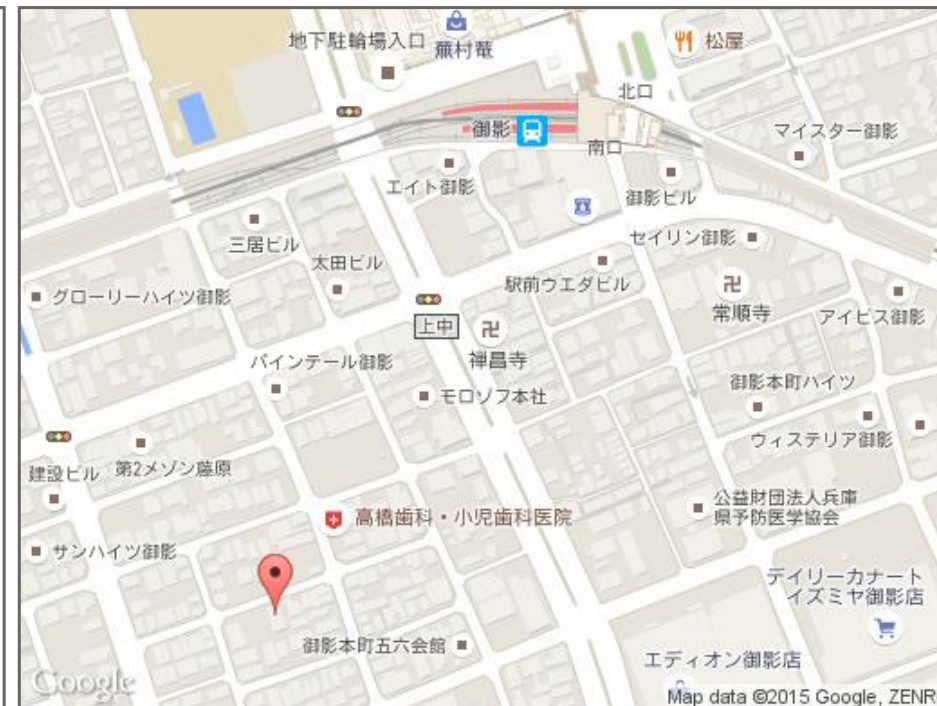 地下駐輪場入口
蕪村菴
松屋
北口
御影
南口
マイスター御影
エイト御影
御影ビル
三居ビル
セイリン御影
太田ビル
駅前ウエダビル
グローリーハイツ御影
常順寺
アイビス御影
上中
禅昌寺
パインテール御影
モロゾフ本社
御影本町ハイツ
ウィステリア御影
建設ビル
第2メゾン藤原
公益財団法人兵庫
県予防医学協会
高橋歯科・小児歯科医院
サンハイツ御影
デイリーカナート
イズミヤ御影店
御影本町五六会館
エディオン御影店
Google
Map data ©2015 Google, ZENR